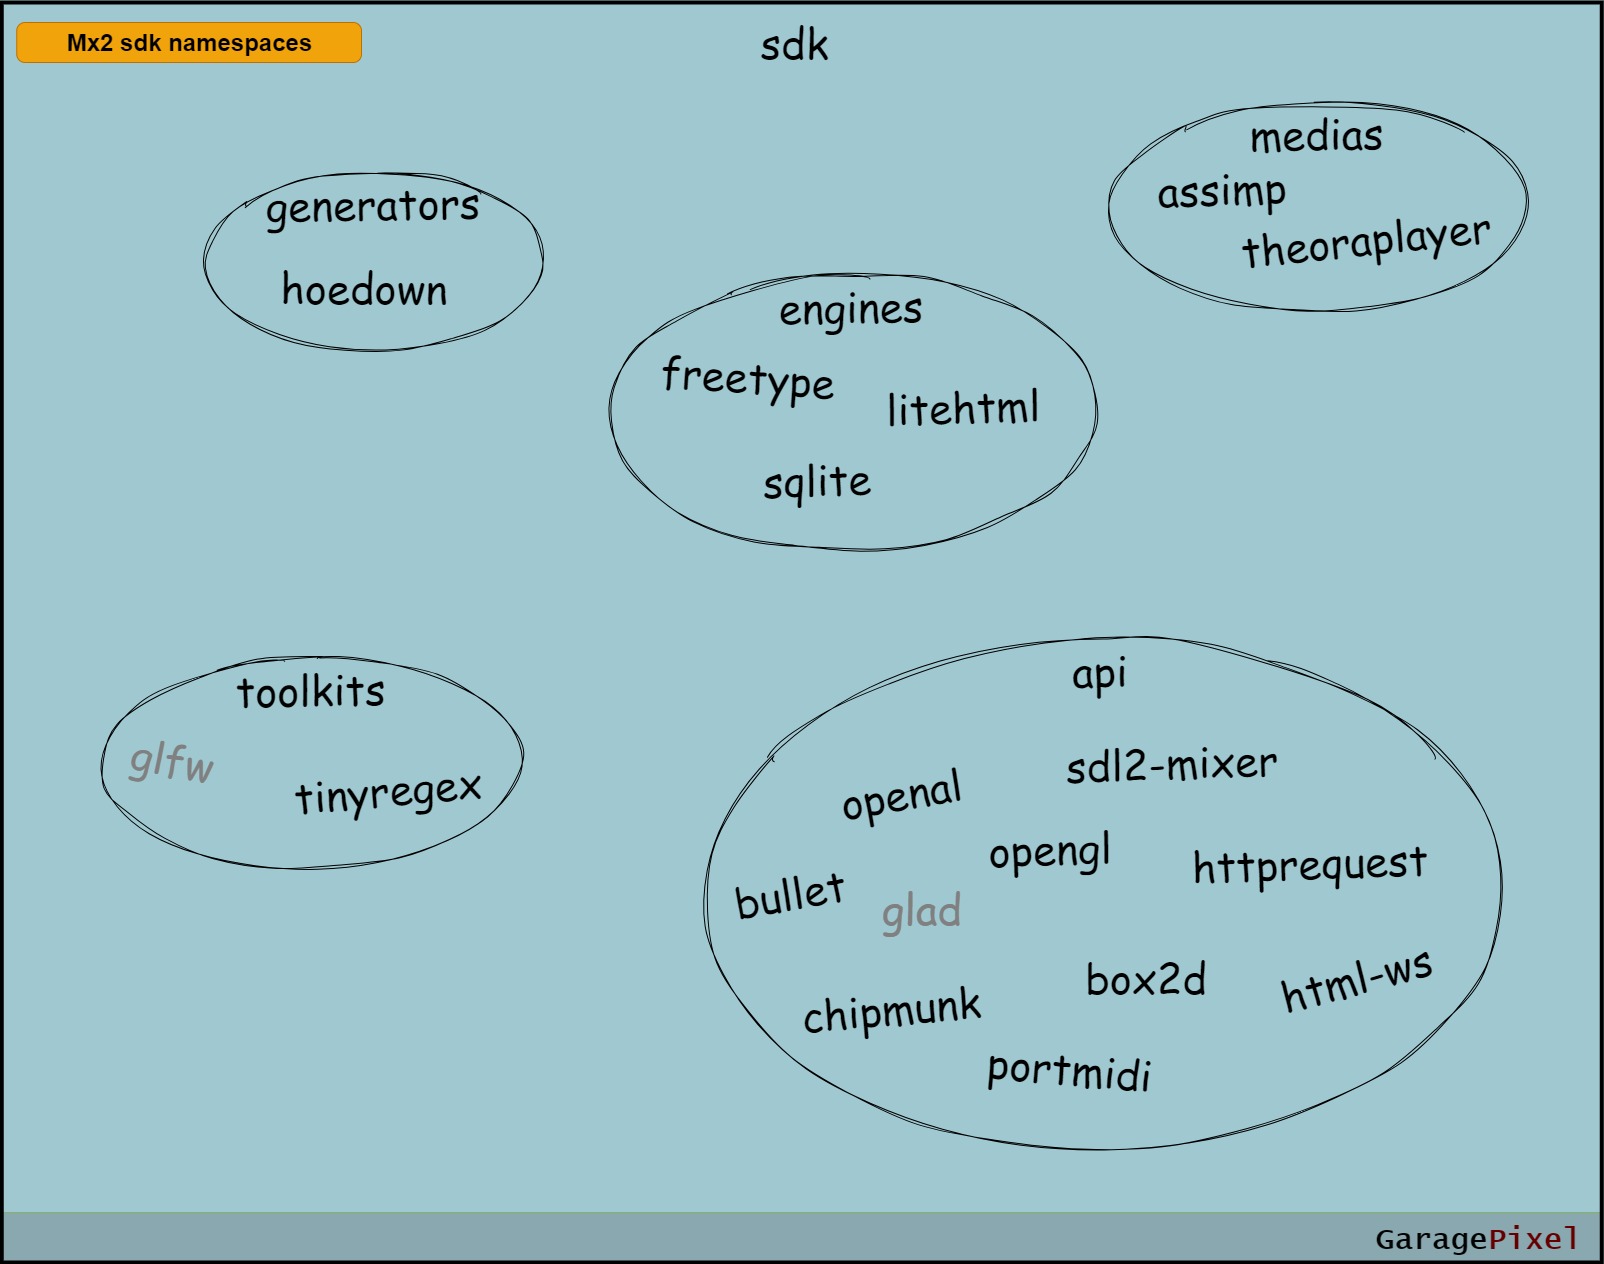 Mx2 sdk namespaces
sdk
generators
hoedown
medias
assimp
theoraplayer
engines
freetype
litehtml
sqlite
toolkits
glfw
tinyregex
api
sdl2-mixer
openal
opengl
httprequest
bullet
glad
box2d
html-ws
chipmunk
portmidi
GaragePixel